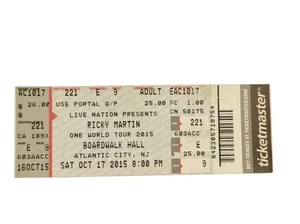 AC1017 221 E 9 ADULT EAC1017
$ 26.00 USE PORTAL Q/P 25.00 FC 1.00
LIVE NATION PRESENTS CN 50175
221 RICKY MARTIN 221
CA 189X ONE WORLD TOUR 2015 603AACC
E 9 BOARDWALK HALL E 9
603ACC ATLANTIC CITY, NJ $ 25.00
16OCT15 SAT OCT 17 2015 8:00 PM
842305718754
ticketmaster